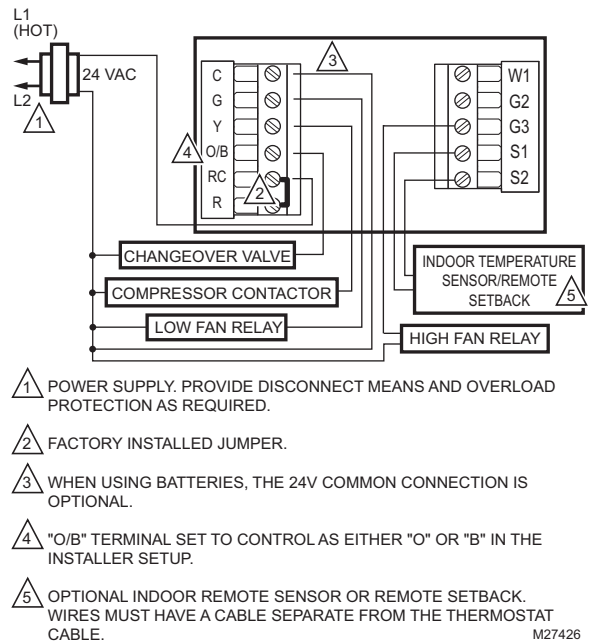 L1
(HOT)
24 VAC
L2
1
3
C
G
Y
4
O/B
RC
2
R
W1
G2
G3
S1
S2
CHANGEOVER VALVE
COMPRESSOR CONTACTOR
LOW FAN RELAY
INDOOR TEMPERATURE
SENSOR/REMOTE
SETBACK
5
HIGH FAN RELAY
1 POWER SUPPLY. PROVIDE DISCONNECT MEANS AND OVERLOAD
PROTECTION AS REQUIRED.
2 FACTORY INSTALLED JUMPER.
3 WHEN USING BATTERIES, THE 24V COMMON CONNECTION IS
OPTIONAL.
4 "O/B" TERMINAL SET TO CONTROL AS EITHER "O" OR "B" IN THE
INSTALLER SETUP.
5 OPTIONAL INDOOR REMOTE SENSOR OR REMOTE SETBACK.
WIRES MUST HAVE A CABLE SEPARATE FROM THE THERMOSTAT
CABLE.
M27426